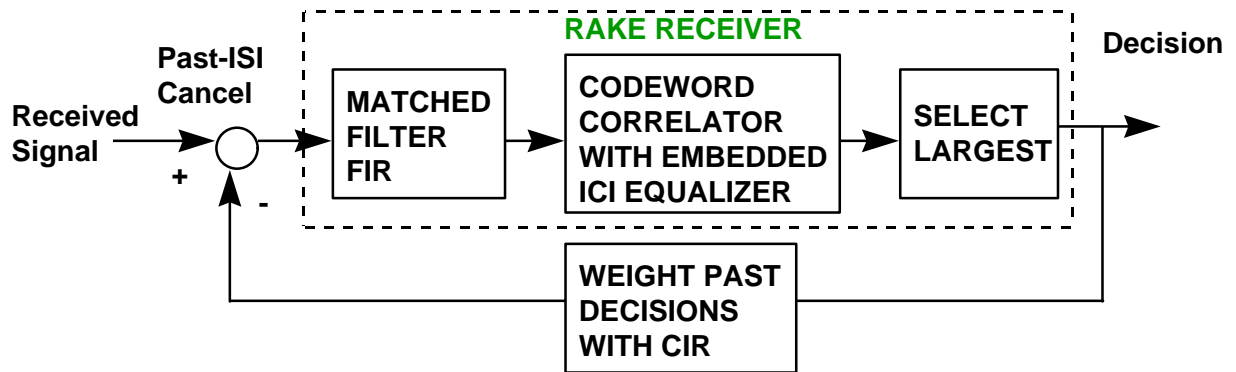 RAKE RECEIVER
Decision
Past-ISI
Cancel
Received
Signal
+
-
MATCHED
FILTER
FIR
CODEWORD
CORRELATOR
WITH EMBEDDED
ICI EQUALIZER
SELECT
LARGEST
WEIGHT PAST
DECISIONS
WITH CIR